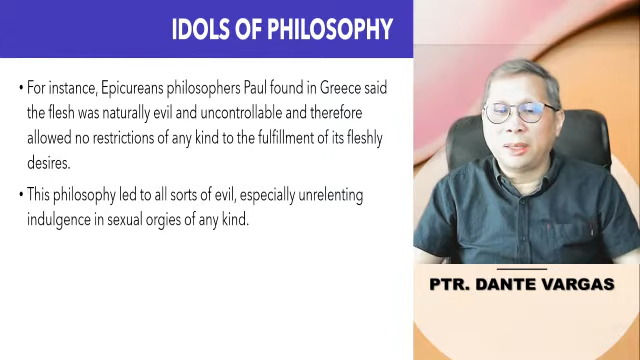 IDOLS OF PHILOSOPHY
• For instance, Epicureans philosophers Paul found in Greece said
the flesh was naturally evil and uncontrollable and therefore
allowed no restrictions of any kind to the fulfillment of its fleshly
desires.
• This philosophy led to all sorts of evil, especially unrelenting
indulgence in sexual orgies of any kind.
PTR. DANTE VARGAS